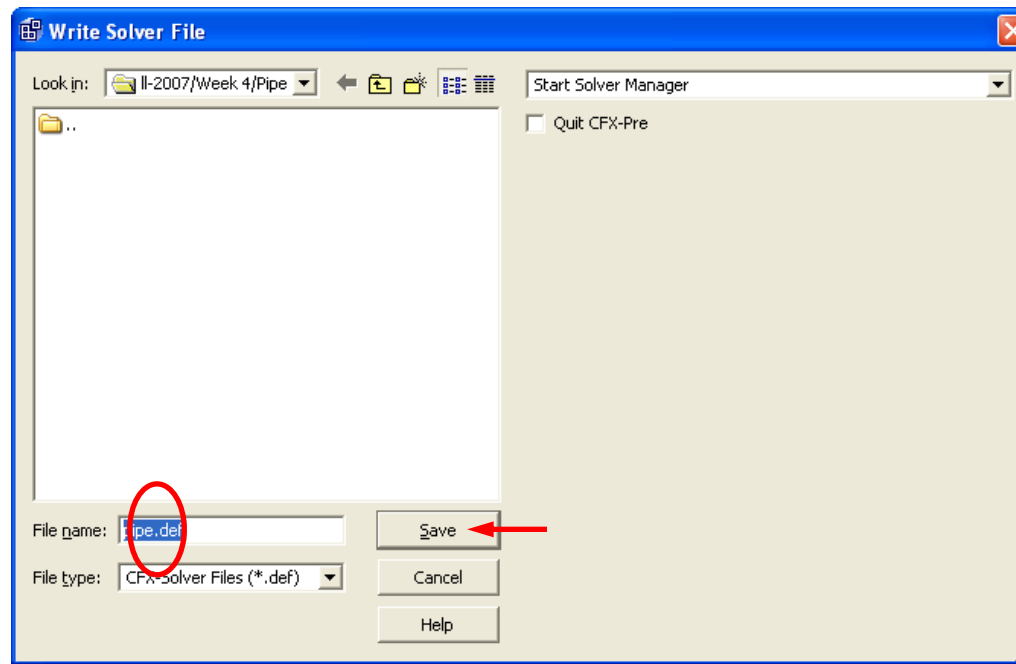 Write Solver File
Look in: ll-2007/Week 4/Pipe
Start Solver Manager
..
Quit CFX-Pre
File name: pipe.def
Save
File type: CFX-Solver Files (*.def)
Cancel
Help